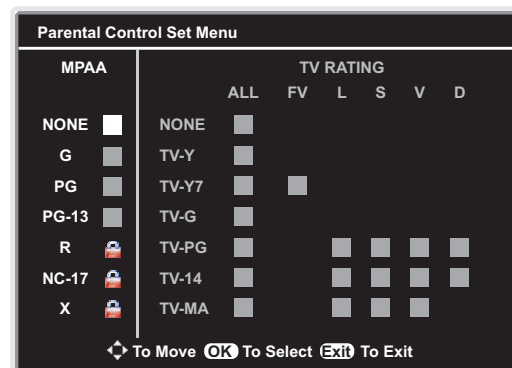 Parental Control Set Menu
MPAA TV RATING
ALL FV L S V D
NONE NONE
G TV-Y
PG TV-Y7
PG-13 TV-G
R TV-PG
NC-17 TV-14
X TV-MA
To Move OK To Select Exit To Exit